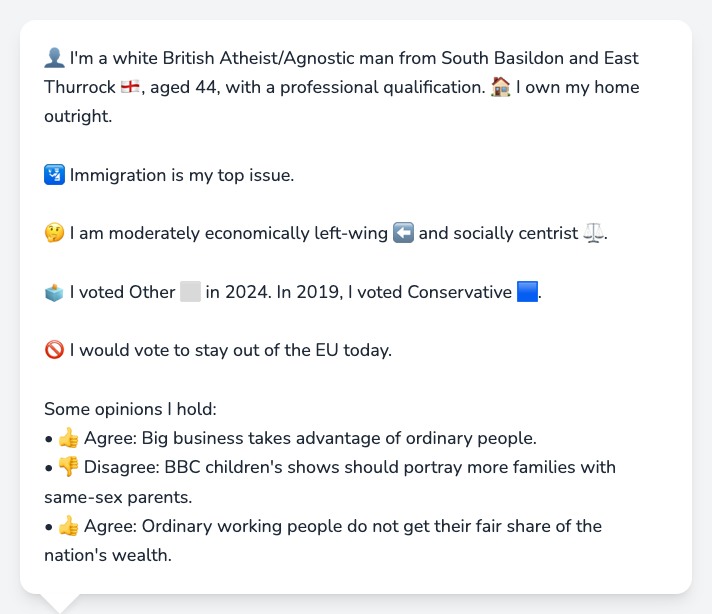 👤 I'm a white British Atheist/Agnostic man from South Basildon and East
Thurrock 🏴󠁧󠁢󠁥󠁮󠁧󠁿, aged 44, with a professional qualification. 🏠 I own my home
outright.
🛂 Immigration is my top issue.
🤔 I am moderately economically left-wing ⬅️ and socially centrist ⚖️.
🗳️ I voted Other ⬜ in 2024. In 2019, I voted Conservative 🟦.
🚫 I would vote to stay out of the EU today.
Some opinions I hold:
• 👍 Agree: Big business takes advantage of ordinary people.
• 👎 Disagree: BBC children's shows should portray more families with
same-sex parents.
• 👍 Agree: Ordinary working people do not get their fair share of the
nation's wealth.